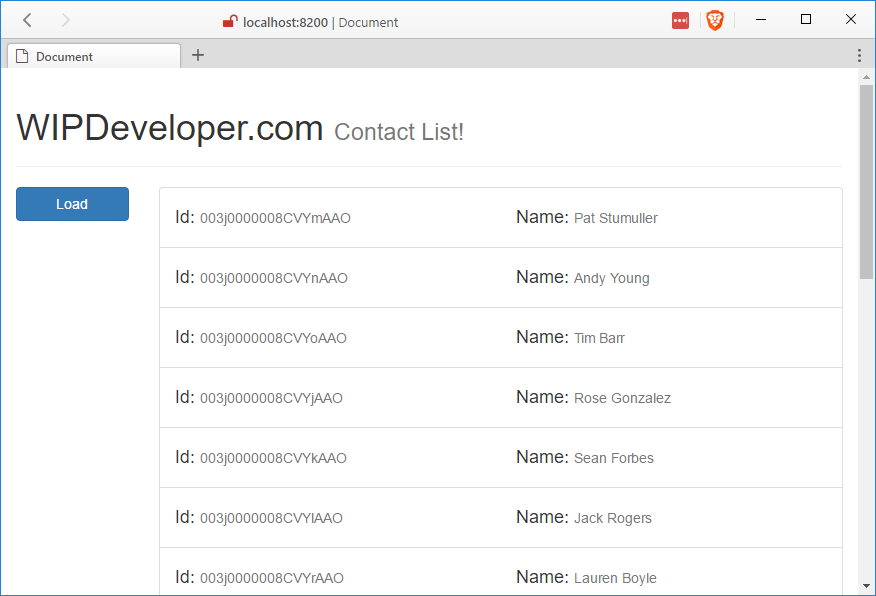 localhost:8200 | Document
Document
WIPDeveloper.com Contact List!
Load
Id: 003j0000008CVYmAAO Name: Pat Stumuller
Id: 003j0000008CVYnAAO Name: Andy Young
Id: 003j0000008CVYoAAO Name: Tim Barr
Id: 003j0000008CVYjAAO Name: Rose Gonzalez
Id: 003j0000008CVYkAAO Name: Sean Forbes
Id: 003j0000008CVYlAAO Name: Jack Rogers
Id: 003j0000008CVYrAAO Name: Lauren Boyle